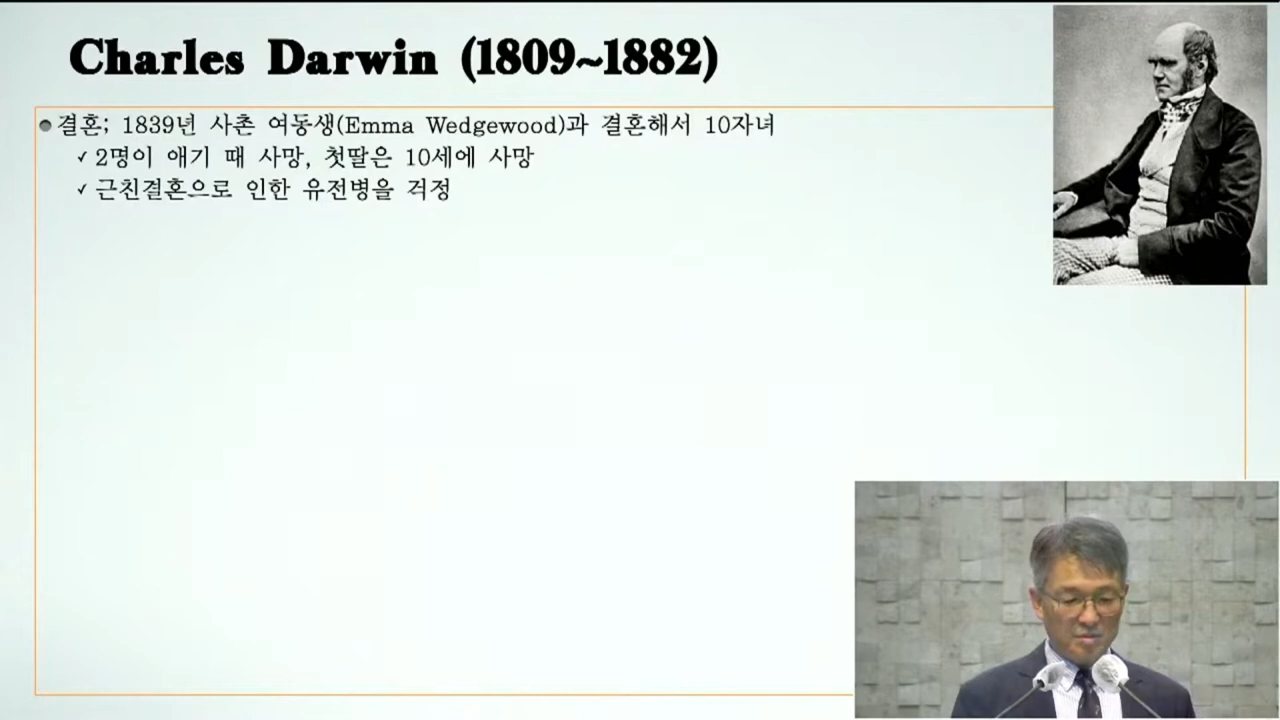 Charles Darwin (1809~1882)
결혼; 1839년 사촌 여동생(Emma Wedgewood)과 결혼해서 10자녀
✓ 2명이 애기 때 사망, 첫딸은 10세에 사망
✓ 근친결혼으로 인한 유전병을 걱정